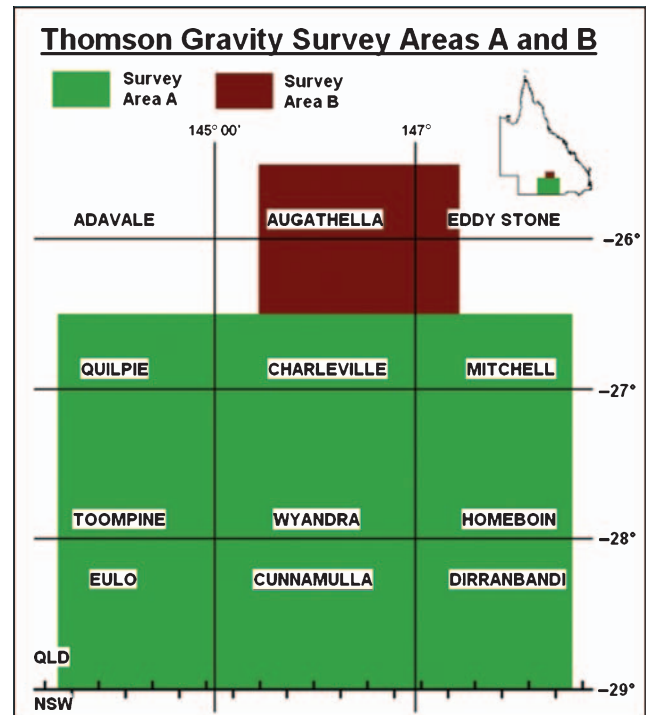 Thomson Gravity Survey Areas A and B
Survey
Area A
Survey
Area B
145° 00'
147°
ADAVALE
AUGATHELLA
EDDY STONE
–26°
QUILPIE
CHARLEVILLE
MITCHELL
–27°
TOOMPINE
WYANDRA
HOMEBOIN
–28°
EULO
CUNNAMULLA
DIRRANBANDI
QLD
–29°
NSW